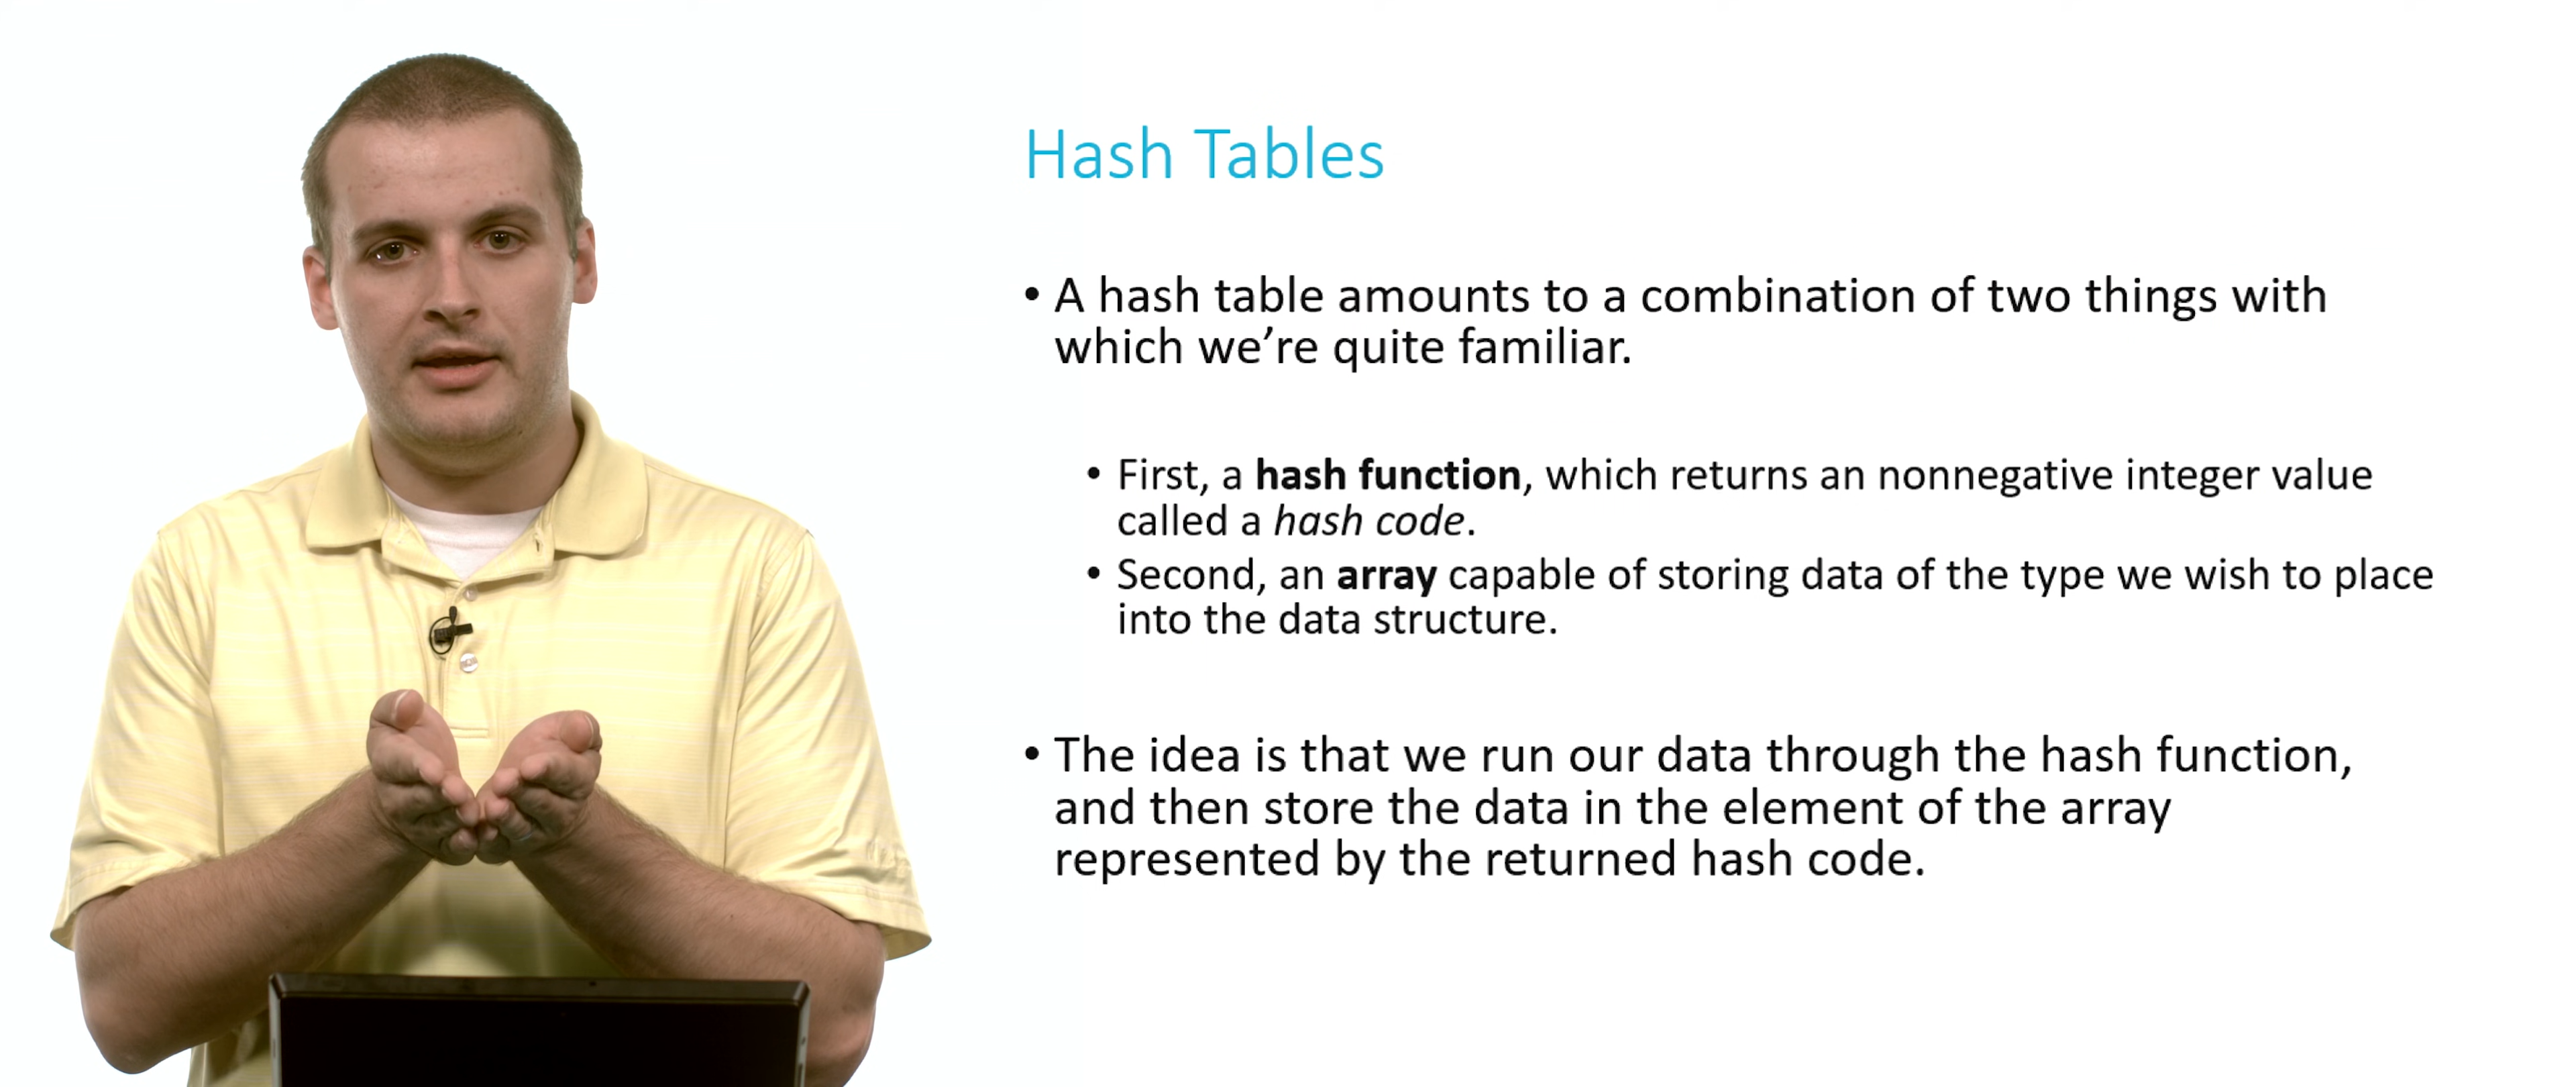 Hash Tables
• A hash table amounts to a combination of two things with
which we’re quite familiar.
• First, a hash function, which returns an nonnegative integer value
called a hash code.
• Second, an array capable of storing data of the type we wish to place
into the data structure.
• The idea is that we run our data through the hash function,
and then store the data in the element of the array
represented by the returned hash code.